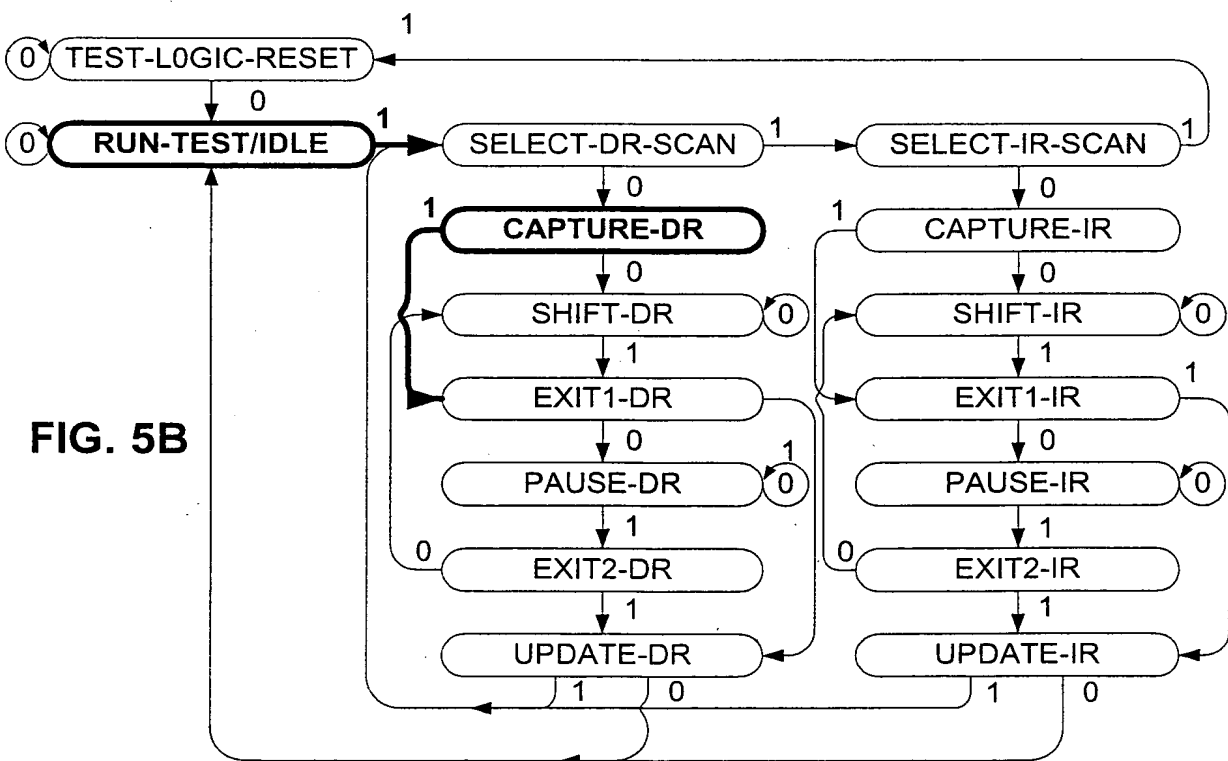 1
0 TEST-L0GIC-RESET
0
0 RUN-TEST/IDLE 1 SELECT-DR-SCAN 1 SELECT-IR-SCAN 1
0 0
1 CAPTURE-DR 1 CAPTURE-IR
0 0
SHIFT-DR 0 SHIFT-IR 0
1 1
EXIT1-DR EXIT1-IR 1
FIG. 5B
0 0
1
PAUSE-DR 0 PAUSE-IR 0
1 1
0 EXIT2-DR 0 EXIT2-IR
1 1
UPDATE-DR UPDATE-IR
1 0 1 0